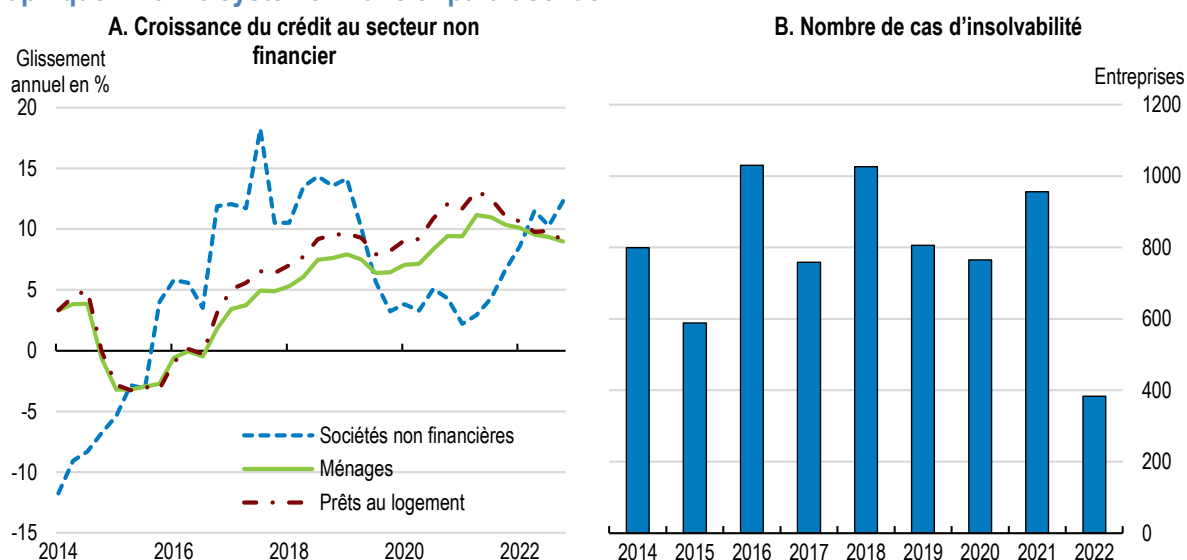 A. Croissance du crédit au secteur non
financier
Glissement
annuel en %
20
15
10
5
0
-5
-10
-15
2014
2016
2018
2020
2022
Sociétés non financières
Ménages
Prêts au logement
B. Nombre de cas d’insolvabilité
Entreprises
1200
1000
800
600
400
200
0
2014 2015 2016 2017 2018 2019 2020 2021 2022